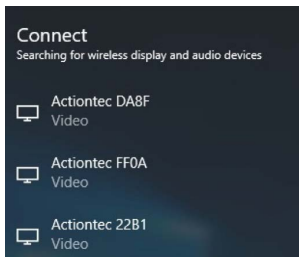 Connect
Searching for wireless display and audio devices
Actiontec DA8F
Video
Actiontec FF0A
Video
Actiontec 22B1
Video